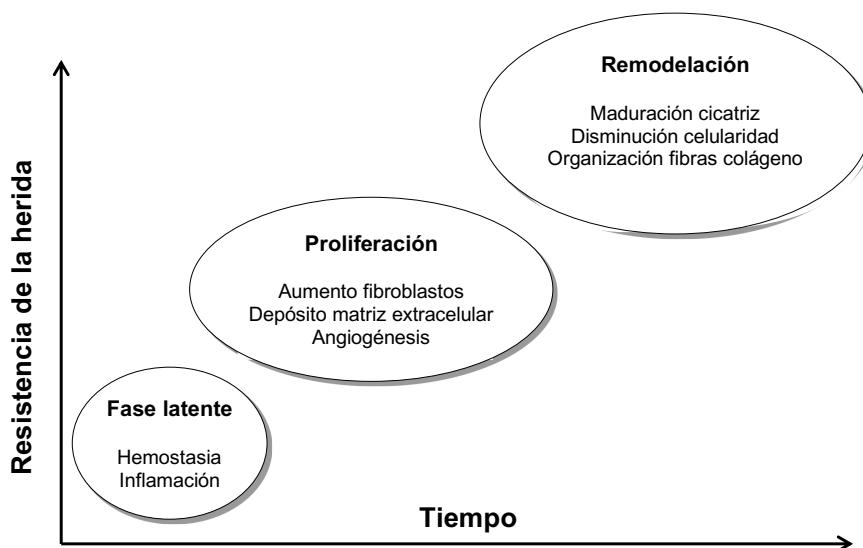 Remodelación
Maduración cicatriz
Disminución celularidad
Organización fibras colágeno
Resistencia de la herida
Proliferación
Aumento fibroblastos
Depósito matriz extracelular
Angiogénesis
Fase latente
Hemostasia
Inflamación
Tiempo